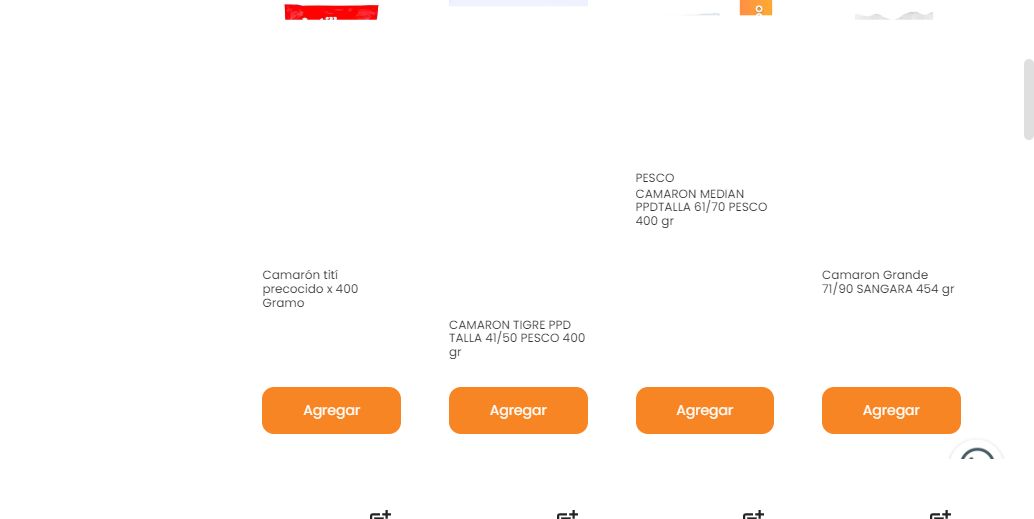 PESCO
CAMARON MEDIAN
PPDTALLA 61/70 PESCO
400 gr
Camarón tití
precocido x 400
Gramo
Camaron Grande
71/90 SANGARA 454 gr
CAMARON TIGRE PPD
TALLA 41/50 PESCO 400
gr
Agregar
Agregar
Agregar
Agregar